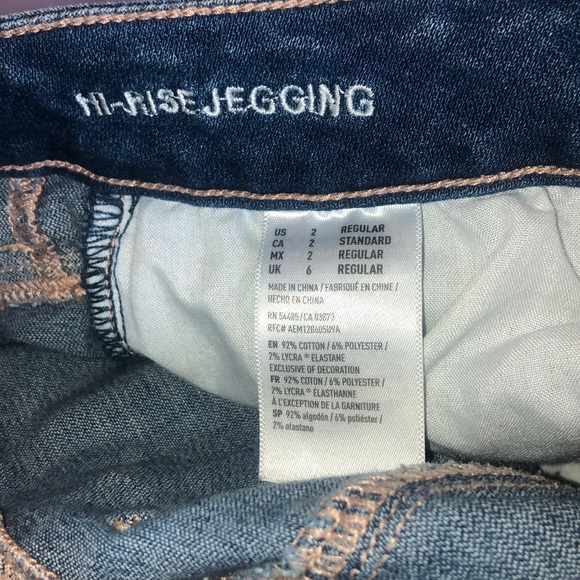 HI-RISE JEGGING
US 2 REGULAR
CA 2 STANDARD
MX 2 REGULAR
UK 6 REGULAR
MADE IN CHINA / FABRIQUÉ EN CHINE /
HECHO EN CHINA
RN 54485 / CA 03873
RFC# AEM1206050V9A
EN 92% COTTON / 6% POLYESTER /
2% LYCRA ® ELASTANE
EXCLUSIVE OF DECORATION
FR 92% COTON / 6% POLYESTER /
2% LYCRA ® ÉLASTHANNE
À L'EXCEPTION DE LA GARNITURE
SP 92% algodón / 6% poliéster /
2% elastano